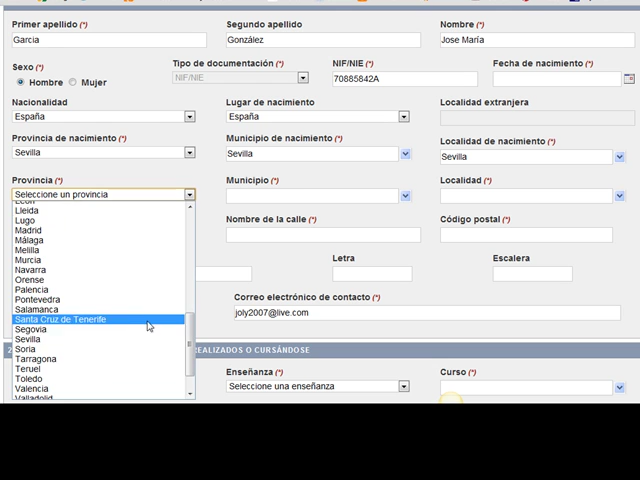 Primer apellido (*)
Segundo apellido
Nombre (*)
Garcia
González
Jose María
Sexo (*)
Tipo de documentación (*)
NIF/NIE (*)
Fecha de nacimiento (*)
Hombre
Mujer
NIF/NIE
70885842A
Nacionalidad
Lugar de nacimiento
Localidad extranjera
España
España
Provincia de nacimiento (*)
Municipio de nacimiento (*)
Localidad de nacimiento (*)
Sevilla
Sevilla
Sevilla
Provincia (*)
Municipio (*)
Localidad (*)
Seleccione un provincia
León
Lleida
Lugo
Madrid
Málaga
Melilla
Murcia
Navarra
Orense
Palencia
Pontevedra
Salamanca
Santa Cruz de Tenerife
Segovia
Sevilla
Soria
Tarragona
Teruel
Toledo
Valencia
Valladolid
Nombre de la calle (*)
Código postal (*)
Letra
Escalera
Correo electrónico de contacto (*)
joly2007@live.com
REALIZADOS O CURSÁNDOSE
Enseñanza (*)
Curso (*)
Seleccione una enseñanza